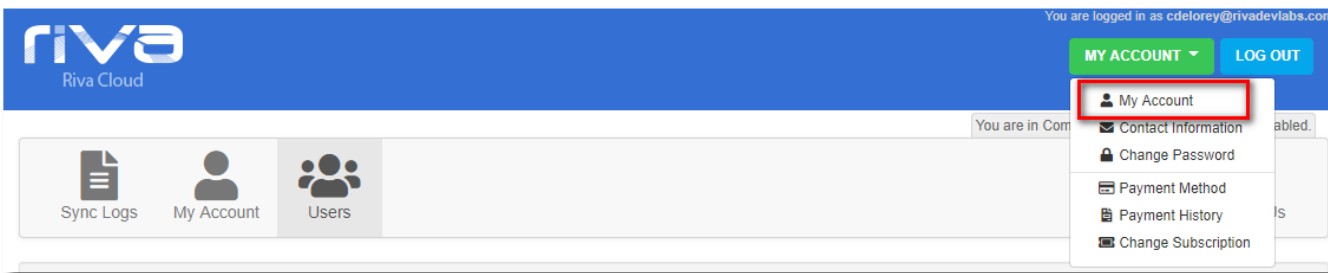 You are logged in as cdelorey@rivadevlabs.com
riva
Riva Cloud
MY ACCOUNT
LOG OUT
My Account
You are in Com
abled.
Contact Information
Change Password
Sync Logs
My Account
Users
Payment Method
Payment History
Change Subscription